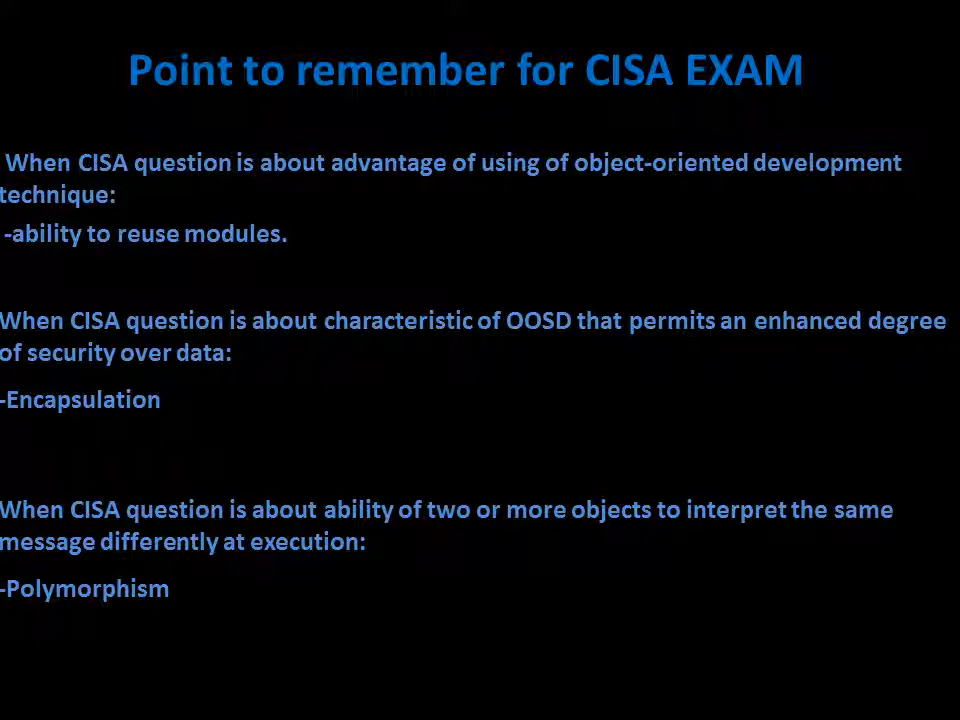 Point to remember for CISA EXAM
When CISA question is about advantage of using of object-oriented development
technique:
-ability to reuse modules.
When CISA question is about characteristic of OOSD that permits an enhanced degree
of security over data:
-Encapsulation
When CISA question is about ability of two or more objects to interpret the same
message differently at execution:
-Polymorphism